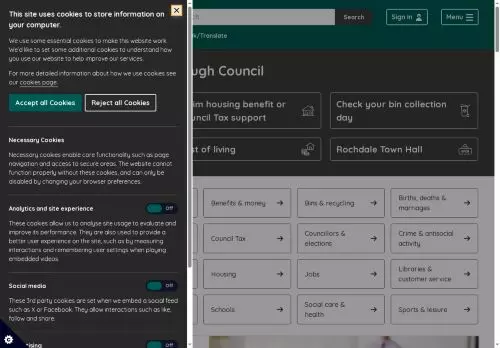 This site uses cookies to store information on
your computer.
We use some essential cookies to make this website work.
We'd like to set some additional cookies to understand how
you use our website to help improve our services.
For more detailed information about how we use cookies see
our cookies page.
Accept all Cookies
Reject all Cookies
Necessary Cookies
Necessary cookies enable core functionality such as page
navigation and access to secure areas. The website cannot
function properly without these cookies, and can only be
disabled by changing your browser preferences.
Analytics and site experience
Off
These cookies allow us to analyse site usage to evaluate and
improve its performance. They are also used to provide a
better user experience on the site, such as by measuring
interactions and remembering user settings when playing
embedded videos.
Social media
Off
These 3rd party cookies are set when we embed a social feed
such as X or Facebook. They allow interactions such as like,
follow and share.
Off
Search
Sign in
Menu
/Translate
ugh Council
im housing benefit or
uncil Tax support
Check your bin collection
day
st of living
Rochdale Town Hall
Benefits & money
Bins & recycling
Births, deaths &
marriages
Council Tax
Councillors &
elections
Crime & antisocial
activity
Housing
Jobs
Libraries &
customer service
Schools
Social care &
health
Sports & leisure